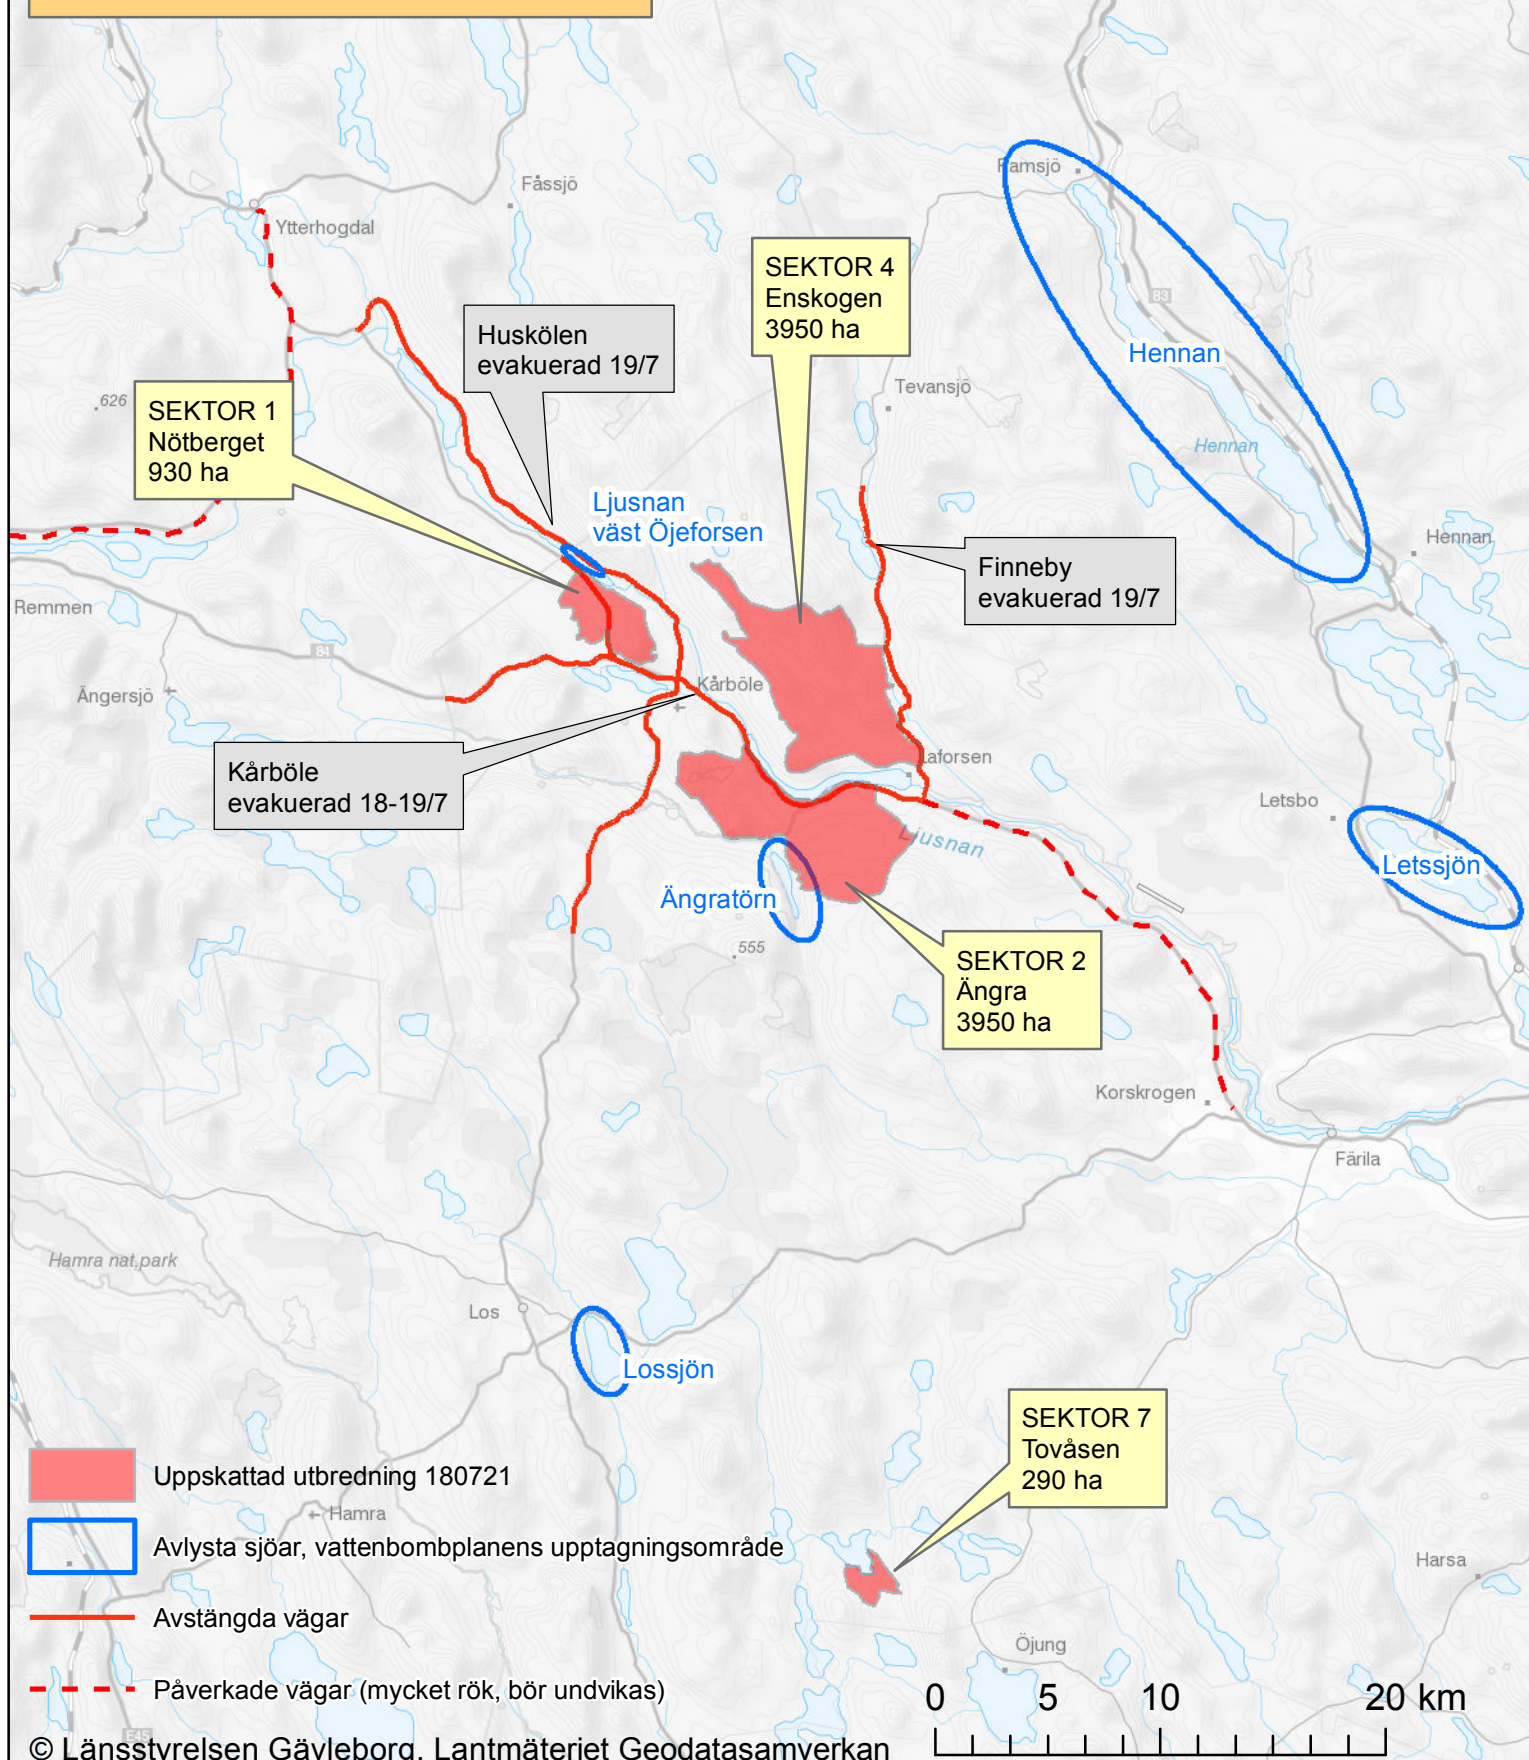 Ramsjö
Fåssjö
Ytterhogdal
SEKTOR 4
Enskogen
3950 ha
83
Huskölen
evakuerad 19/7
Hennan
Tevansjö
626
SEKTOR 1
Nötberget
930 ha
Hennan
Ljusnan
väst Öjeforsen
Hennan
Finneby
evakuerad 19/7
Remmen
84
Ängersjö
Kårböle
Kårböle
evakuerad 18-19/7
Laforsen
Letsbo
Ljusnan
Letssjön
Ängratörn
555
SEKTOR 2
Ängra
3950 ha
Korskrogen
Färila
Hamra nat.park
Los
Lossjön
SEKTOR 7
Tovåsen
290 ha
Uppskattad utbredning 180721
Hamra
Avlysta sjöar, vattenbombplanens upptagningsområde
Harsa
Avstängda vägar
Öjung
Påverkade vägar (mycket rök, bör undvikas)
0 5 10 20 km
E45
© Länsstyrelsen Gävleborg, Lantmäteriet Geodatasamverkan